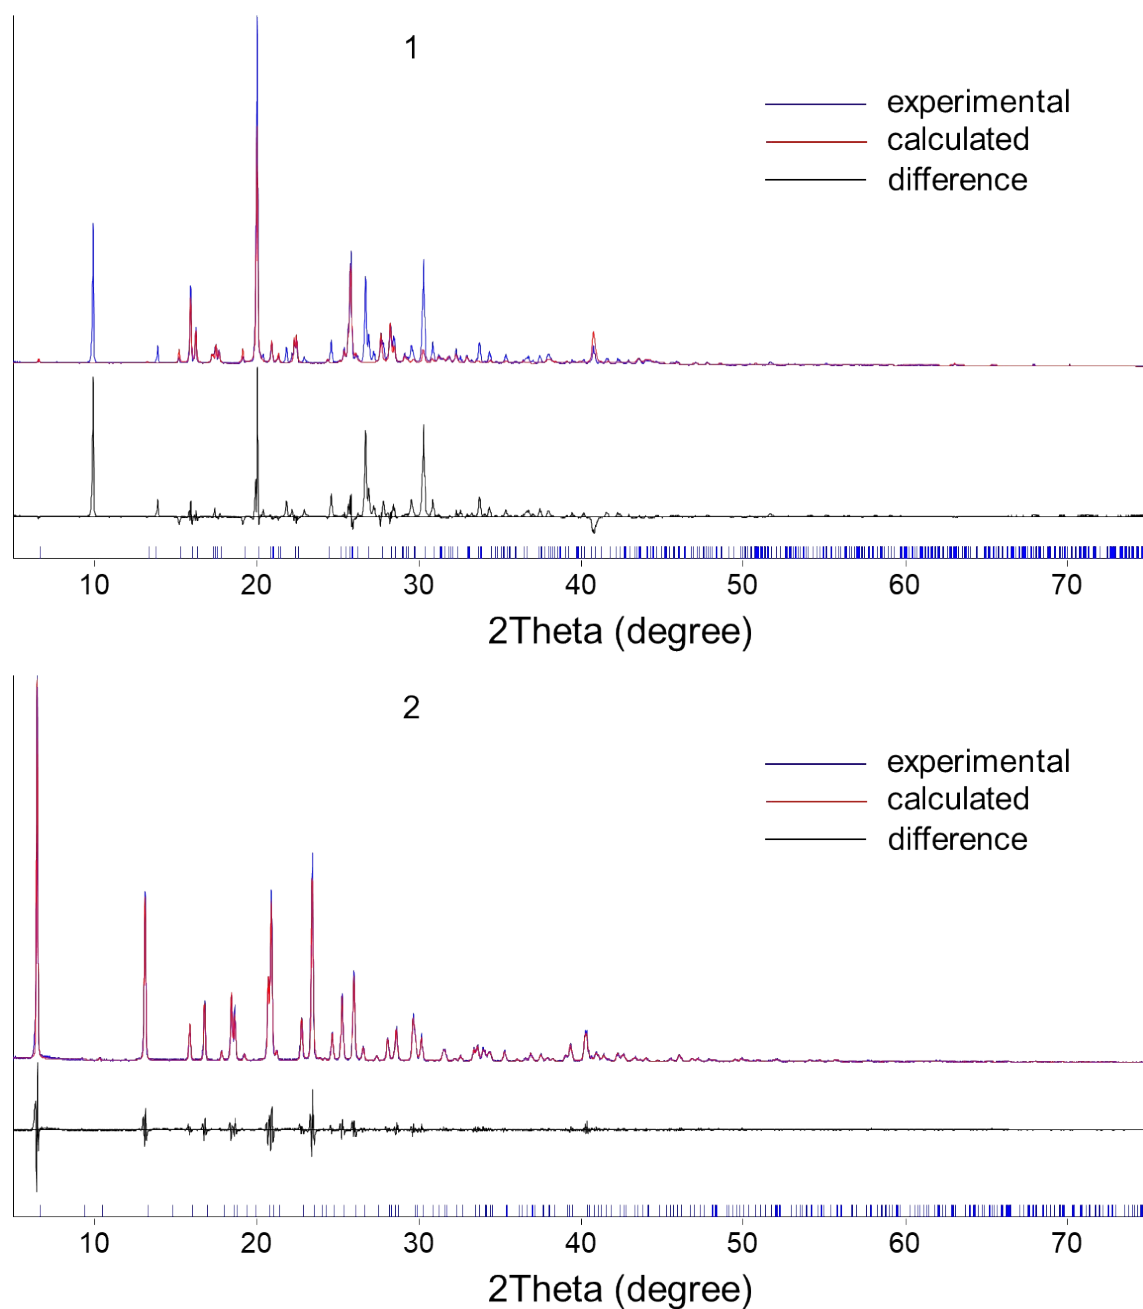 1
experimental
calculated
difference
10 20 30 40 50 60 70
2Theta (degree)
2
experimental
calculated
difference
10 20 30 40 50 60 70
2Theta (degree)